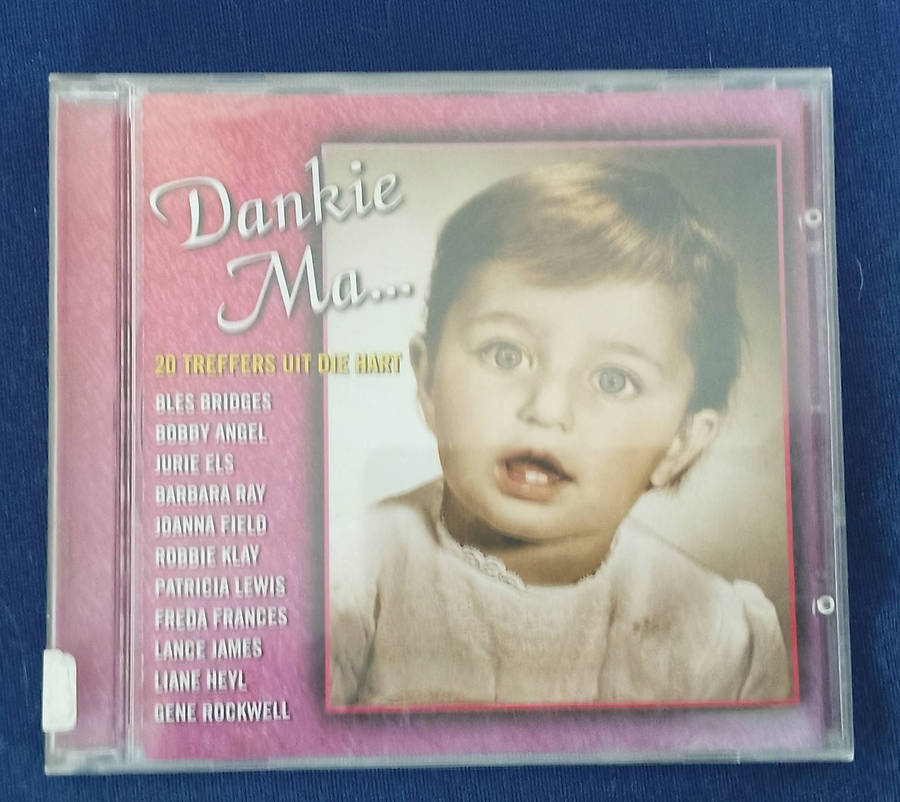 Dankie
Ma...
20 TREFFERS UIT DIE HART
BLES BRIDGES
BOBBY ANGEL
JURIE ELS
BARBARA RAY
JOANNA FIELD
ROBBIE KLAY
PATRICIA LEWIS
FREDA FRANCES
LANCE JAMES
LIANE HEYL
GENE ROCKWELL